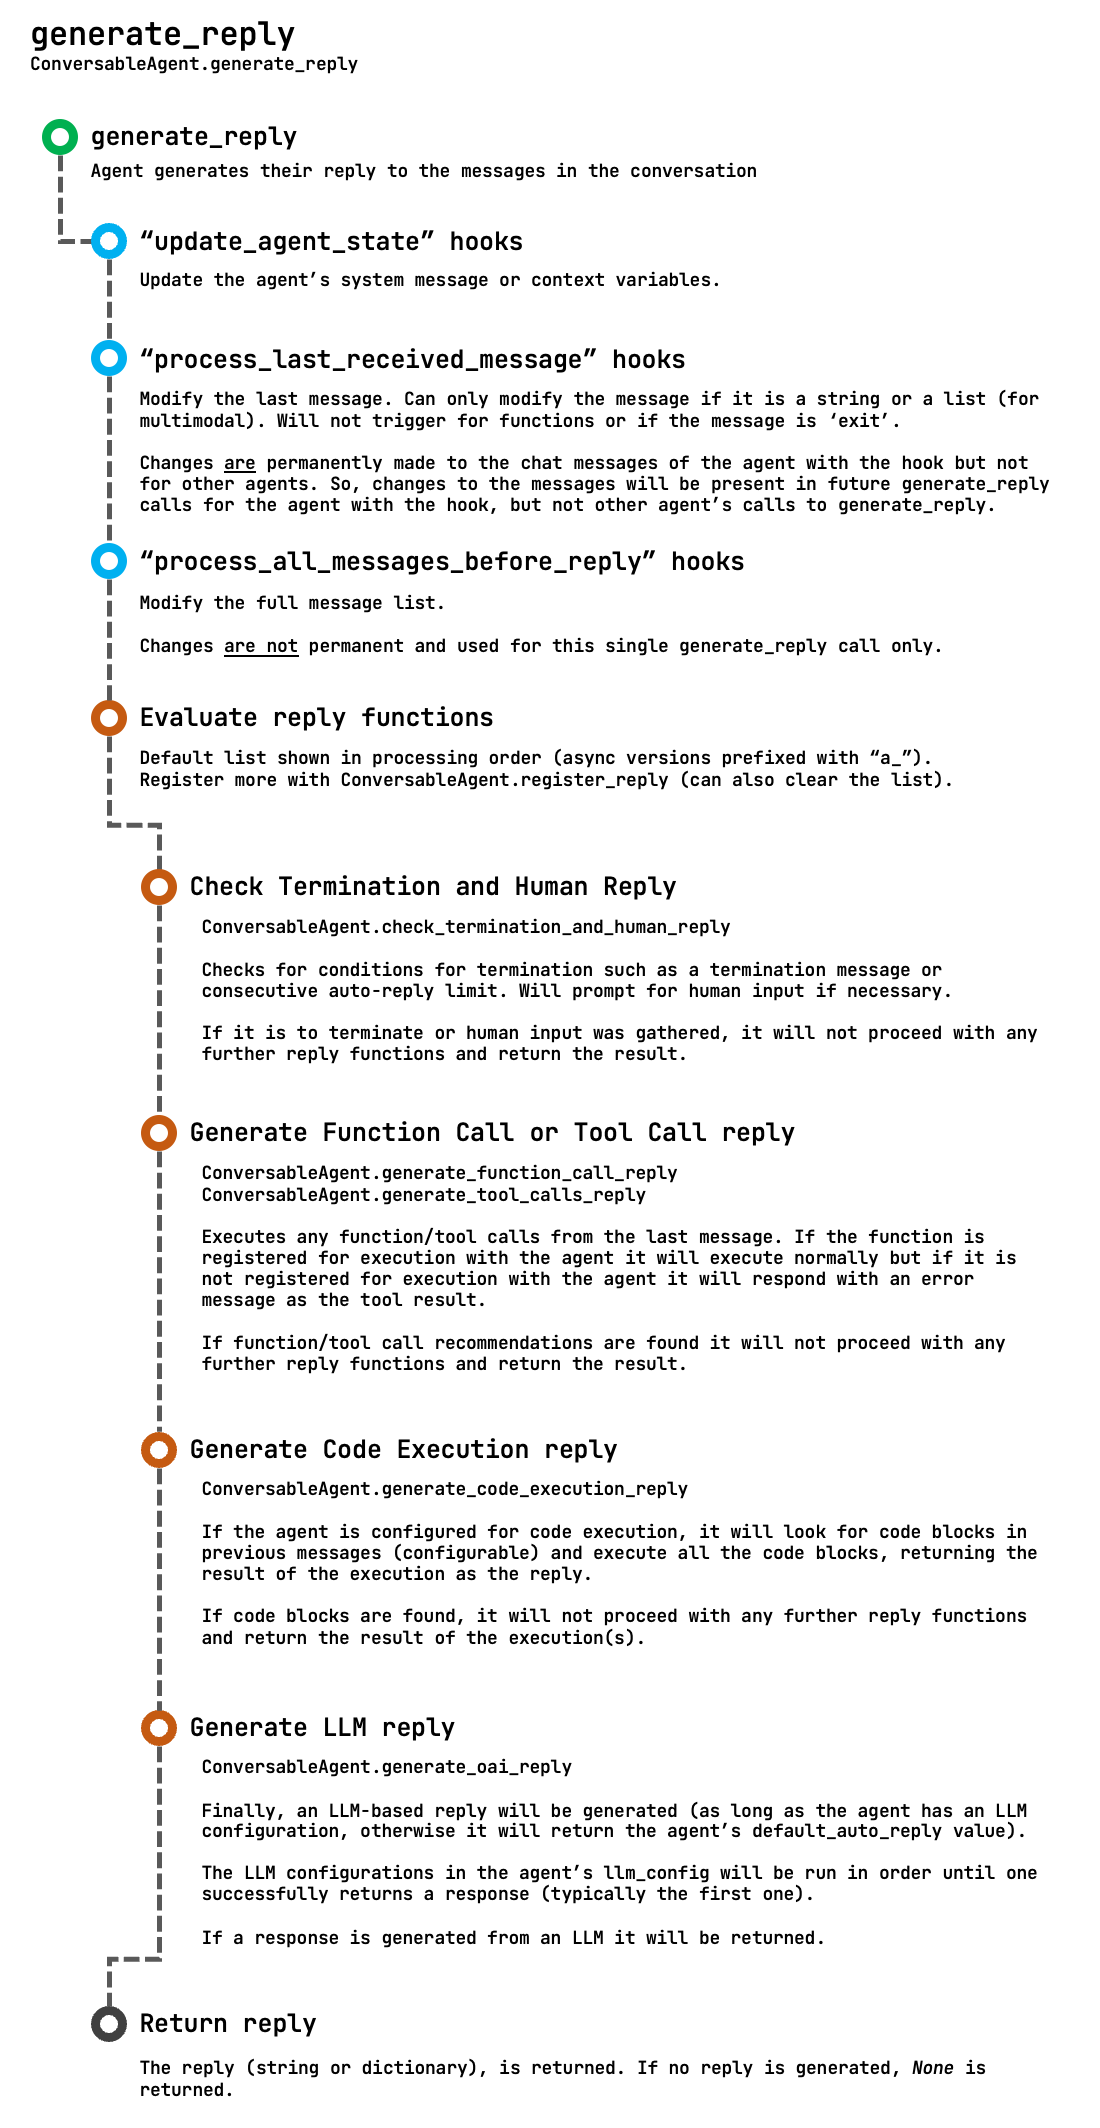 generate_reply
ConversableAgent.generate_reply
generate_reply
Agent generates their reply to the messages in the conversation
“update_agent_state” hooks
Update the agent’s system message or context variables.
“process_last_received_message” hooks
Modify the last message. Can only modify the message if it is a string or a list (for
multimodal). Will not trigger for functions or if the message is ‘exit’.
Changes are permanently made to the chat messages of the agent with the hook but not
for other agents. So, changes to the messages will be present in future generate_reply
calls for the agent with the hook, but not other agent’s calls to generate_reply.
“process_all_messages_before_reply” hooks
Modify the full message list.
Changes are not permanent and used for this single generate_reply call only.
Evaluate reply functions
Default list shown in processing order (async versions prefixed with “a_”).
Register more with ConversableAgent.register_reply (can also clear the list).
Check Termination and Human Reply
ConversableAgent.check_termination_and_human_reply
Checks for conditions for termination such as a termination message or
consecutive auto-reply limit. Will prompt for human input if necessary.
If it is to terminate or human input was gathered, it will not proceed with any
further reply functions and return the result.
Generate Function Call or Tool Call reply
ConversableAgent.generate_function_call_reply
ConversableAgent.generate_tool_calls_reply
Executes any function/tool calls from the last message. If the function is
registered for execution with the agent it will execute normally but if it is
not registered for execution with the agent it will respond with an error
message as the tool result.
If function/tool call recommendations are found it will not proceed with any
further reply functions and return the result.
Generate Code Execution reply
ConversableAgent.generate_code_execution_reply
If the agent is configured for code execution, it will look for code blocks in
previous messages (configurable) and execute all the code blocks, returning the
result of the execution as the reply.
If code blocks are found, it will not proceed with any further reply functions
and return the result of the execution(s).
Generate LLM reply
ConversableAgent.generate_oai_reply
Finally, an LLM-based reply will be generated (as long as the agent has an LLM
configuration, otherwise it will return the agent’s default_auto_reply value).
The LLM configurations in the agent’s llm_config will be run in order until one
successfully returns a response (typically the first one).
If a response is generated from an LLM it will be returned.
Return reply
The reply (string or dictionary), is returned. If no reply is generated, None is
returned.